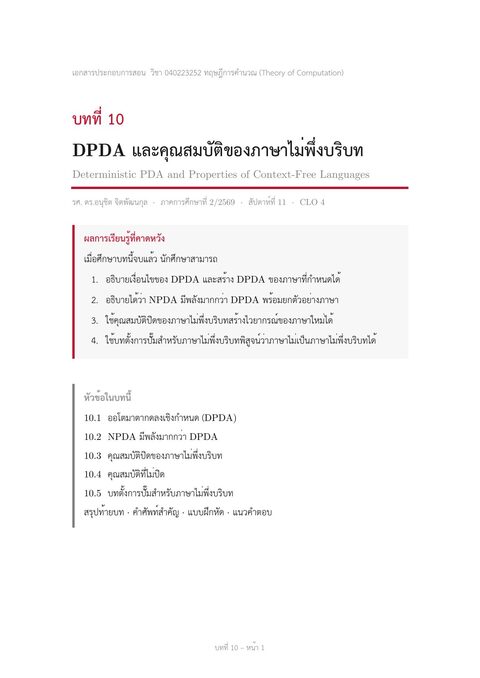 เอกสารประกอบการสอน วิชา 040223252 ทฤษฎีการคำนวณ (Theory of Computation)
บทที่ 10
DPDA และคุณสมบัติของภาษาไม่พึ่งบริบท
Deterministic PDA and Properties of Context-Free Languages
รศ. ดร.อนุชิต จิตพัฒนกุล · ภาคการศึกษาที่ 2/2569 · สัปดาห์ที่ 11 · CLO 4
ผลการเรียนรู้ที่คาดหวัง
เมื่อศึกษาบทนี้จบแล้ว นักศึกษาสามารถ
1. อธิบายเงื่อนไขของ DPDA และสร้าง DPDA ของภาษาที่กำหนดได้
2. อธิบายได้ว่า NPDA มีพลังมากกว่า DPDA พร้อมยกตัวอย่างภาษา
3. ใช้คุณสมบัติปิดของภาษาไม่พึ่งบริบทสร้างไวยากรณ์ของภาษาใหม่ได้
4. ใช้บทตั้งการปั๊มสำหรับภาษาไม่พึ่งบริบทพิสูจน์ว่าภาษาไม่เป็นภาษาไม่พึ่งบริบทได้
หัวข้อในบทนี้
10.1 ออโตมาตากดลงเชิงกำหนด (DPDA)
10.2 NPDA มีพลังมากกว่า DPDA
10.3 คุณสมบัติปิดของภาษาไม่พึ่งบริบท
10.4 คุณสมบัติที่ไม่ปิด
10.5 บทตั้งการปั๊มสำหรับภาษาไม่พึ่งบริบท
สรุปท้ายบท · คำศัพท์สำคัญ · แบบฝึกหัด · แนวคำตอบ
บทที่ 10 – หน้า 1